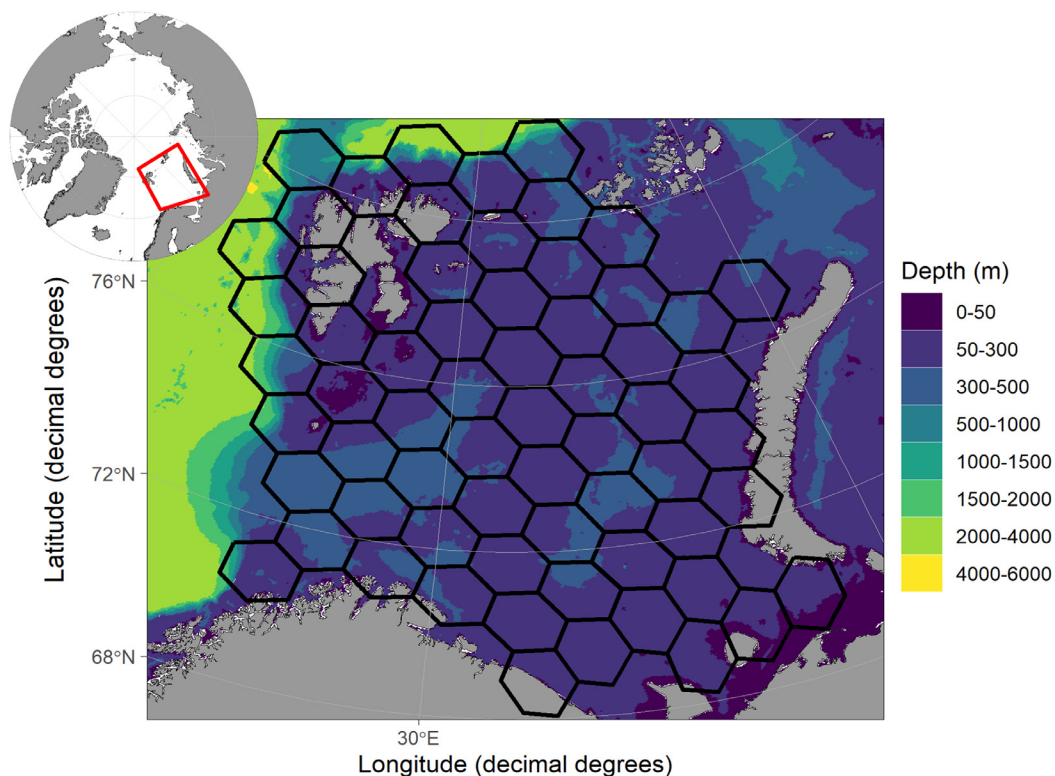 76°N
72°N
68°N
Latitude (decimal degrees)
30°E
Longitude (decimal degrees)
Depth (m)
0-50
50-300
300-500
500-1000
1000-1500
1500-2000
2000-4000
4000-6000